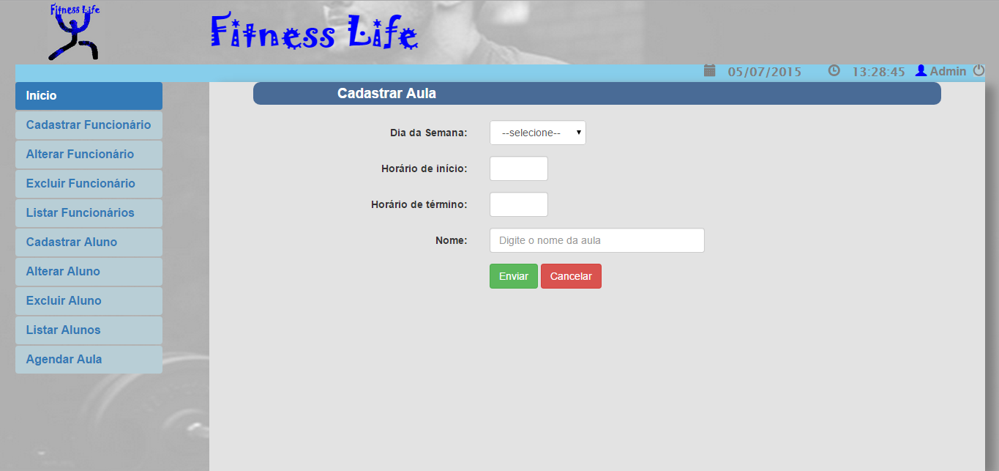 Fitness Life
Fitness Life
05/07/2015 13:28:45 Admin
Início
Cadastrar Funcionário
Alterar Funcionário
Excluir Funcionário
Listar Funcionários
Cadastrar Aluno
Alterar Aluno
Excluir Aluno
Listar Alunos
Agendar Aula
Cadastrar Aula
Dia da Semana: --selecione--
Horário de início:
Horário de término:
Nome: Digite o nome da aula
Enviar Cancelar